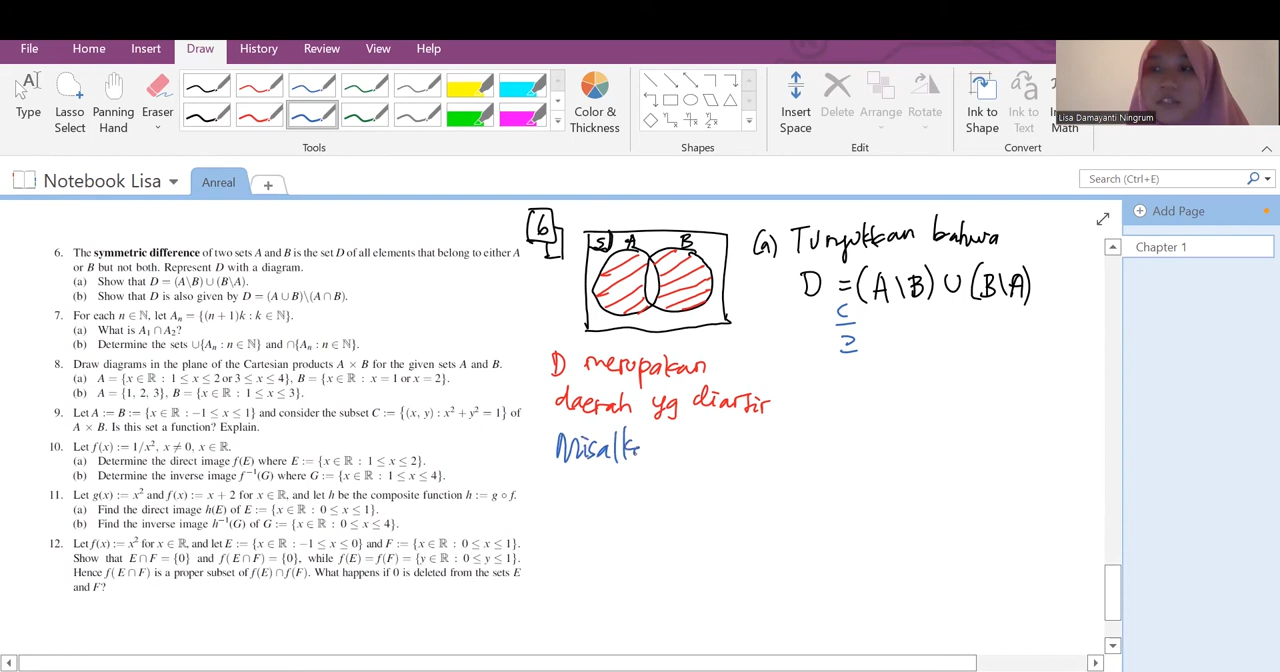 File Home Insert Draw History Review View Help
Lisa Damayanti Ningrum
Type Lasso Select Panning Hand Eraser Color & Thickness Insert Space Delete Arrange Rotate Ink to Shape Ink to Text Math
Tools Shapes Edit Convert
Notebook Lisa Anreal + Search (Ctrl+E)
Add Page
Chapter 1
6. The symmetric difference of two sets A and B is the set D of all elements that belong to either A
or B but not both. Represent D with a diagram.
(a) Show that D = (A\B) ∪ (B\A).
(b) Show that D is also given by D = (A ∪ B)\(A ∩ B).
7. For each n ∈ ℕ, let Aₙ = {(n + 1)k : k ∈ ℕ}.
(a) What is A₁ ∩ A₂?
(b) Determine the sets ∪{Aₙ : n ∈ ℕ} and ∩{Aₙ : n ∈ ℕ}.
8. Draw diagrams in the plane of the Cartesian products A × B for the given sets A and B.
(a) A = {x ∈ ℝ : 1 ≤ x ≤ 2 or 3 ≤ x ≤ 4}, B = {x ∈ ℝ : x = 1 or x = 2}.
(b) A = {1, 2, 3}, B = {x ∈ ℝ : 1 ≤ x ≤ 3}.
9. Let A := B := {x ∈ ℝ : −1 ≤ x ≤ 1} and consider the subset C := {(x, y) : x² + y² = 1} of
A × B. Is this set a function? Explain.
10. Let f(x) := 1/x², x ≠ 0, x ∈ ℝ.
(a) Determine the direct image f(E) where E := {x ∈ ℝ : 1 ≤ x ≤ 2}.
(b) Determine the inverse image f⁻¹(G) where G := {x ∈ ℝ : 1 ≤ x ≤ 4}.
11. Let g(x) := x² and f(x) := x + 2 for x ∈ ℝ, and let h be the composite function h := g ∘ f.
(a) Find the direct image h(E) of E := {x ∈ ℝ : 0 ≤ x ≤ 1}.
(b) Find the inverse image h⁻¹(G) of G := {x ∈ ℝ : 0 ≤ x ≤ 4}.
12. Let f(x) := x² for x ∈ ℝ, and let E := {x ∈ ℝ : −1 ≤ x ≤ 0} and F := {x ∈ ℝ : 0 ≤ x ≤ 1}.
Show that E ∩ F = {0} and f(E ∩ F) = {0}, while f(E) = f(F) = {y ∈ ℝ : 0 ≤ y ≤ 1}.
Hence f(E ∩ F) is a proper subset of f(E) ∩ f(F). What happens if 0 is deleted from the sets E
and F?
6
S A B
D merupakan
daerah yg diarsir
Misalk
(a) Tunjukkan bahwa
D = (A\B) ∪ (B\A)
⊆
⊇